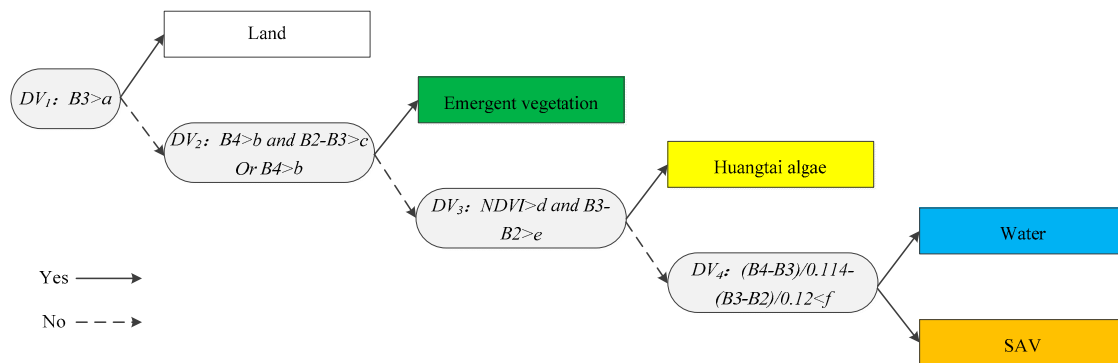 Land
DV₁：B3>a
Emergent vegetation
DV₂：B4>b and B2-B3>c
Or B4>b
Huangtai algae
DV₃：NDVI>d and B3-
B2>e
Water
DV₄：(B4-B3)/0.114-
(B3-B2)/0.12<f
Yes
No
SAV